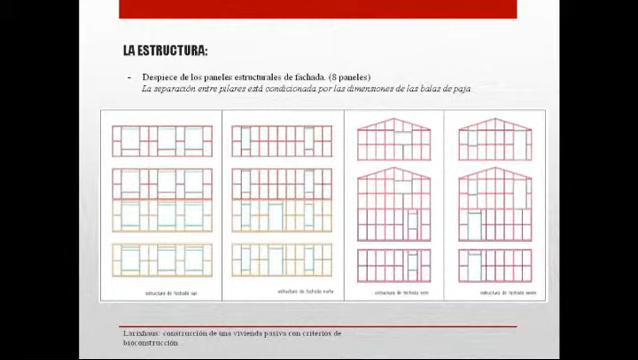 LA ESTRUCTURA:
- Despiece de los paneles estructurales de fachada. (8 paneles)
La separación entre pilares está condicionada por las dimensiones de las balas de paja
estructura de fachada sur
estructura de fachada norte
estructura de fachada este
estructura de fachada oeste
Larixhaus: construcción de una vivienda pasiva con criterios de
bioconstrucción